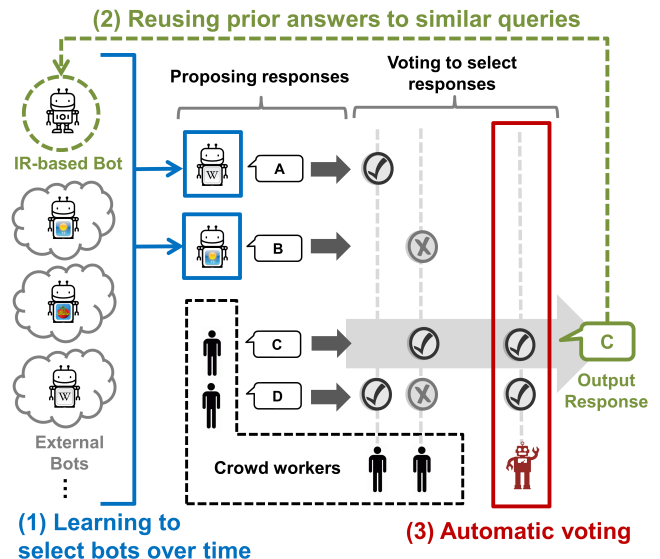 (2) Reusing prior answers to similar queries
Proposing responses
Voting to select
responses
IR-based Bot
W
A
B
C
D
C
Output
Response
W
External
Bots
Crowd workers
(1) Learning to
select bots over time
(3) Automatic voting